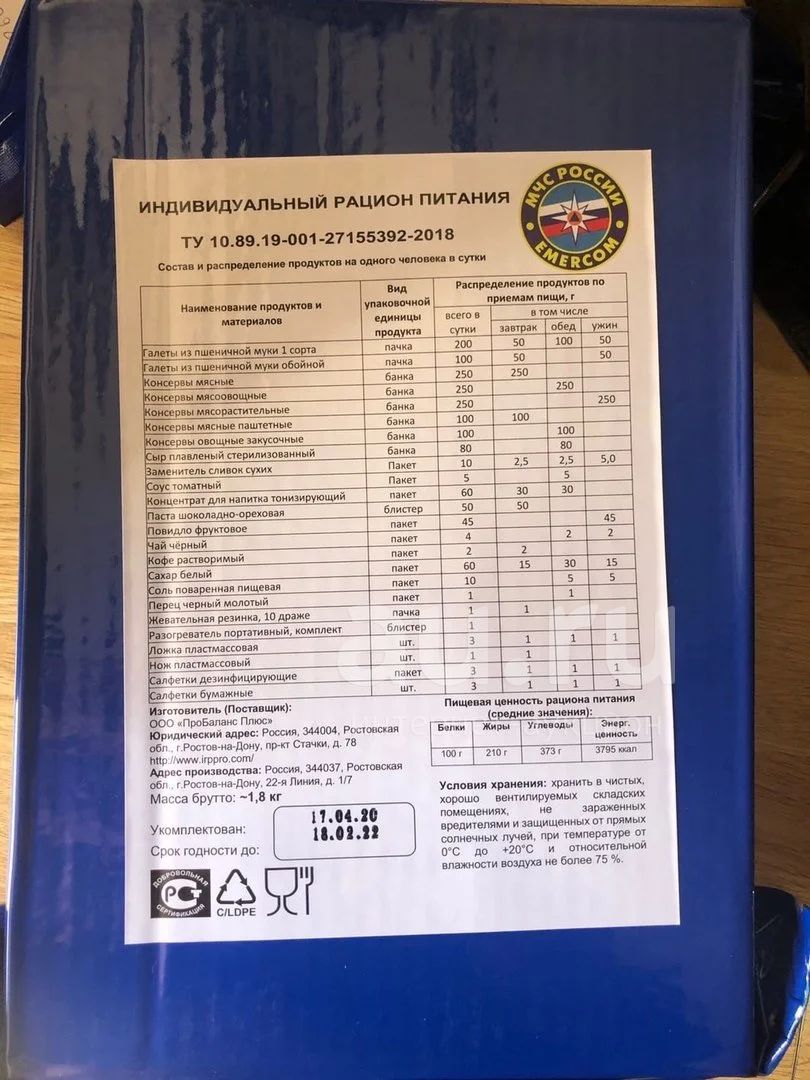 МЧС РОССИИ
EMERCOM
ИНДИВИДУАЛЬНЫЙ РАЦИОН ПИТАНИЯ
ТУ 10.89.19-001-27155392-2018
Состав и распределение продуктов на одного человека в сутки
Наименование продуктов и материалов Вид упаковочной единицы продукта Распределение продуктов по приемам пищи, г
всего в сутки в том числе
завтрак обед ужин
Галеты из пшеничной муки 1 сорта пачка 200 50 100 50
Галеты из пшеничной муки обойной пачка 100 50 50
Консервы мясные банка 250 250
Консервы мясоовощные банка 250 250
Консервы мясорастительные банка 250 250
Консервы мясные паштетные банка 100 100
Консервы овощные закусочные банка 100 100
Сыр плавленый стерилизованный банка 80 80
Заменитель сливок сухих Пакет 10 2,5 2,5 5,0
Соус томатный Пакет 5 5
Концентрат для напитка тонизирующий пакет 60 30 30
Паста шоколадно-ореховая блистер 50 50
Повидло фруктовое пакет 45 45
Чай чёрный пакет 4 2 2
Кофе растворимый пакет 2 2
Сахар белый пакет 60 15 30 15
Соль поваренная пищевая пакет 10 5 5
Перец черный молотый пакет 1 1
Жевательная резинка, 10 драже пачка 1 1
Разогреватель портативный, комплект блистер 1
Ложка пластмассовая шт. 3 1 1 1
Нож пластмассовый шт. 1 1
Салфетки дезинфицирующие пакет 3 1 1 1
Салфетки бумажные шт. 3 1 1 1
Изготовитель (Поставщик):
ООО «ПроБаланс Плюс»
Юридический адрес: Россия, 344004, Ростовская
обл., г.Ростов-на-Дону, пр-кт Стачки, д. 78
http://www.irppro.com/
Адрес производства: Россия, 344037, Ростовская
обл., г.Ростов-на-Дону, 22-я Линия, д. 1/7
Масса брутто: ~1,8 кг
Укомплектован: 17.04.20
Срок годности до: 18.02.22
Пищевая ценность рациона питания
(средние значения):
Белки Жиры Углеводы Энерг. ценность
100 г 210 г 373 г 3795 ккал
Условия хранения: хранить в чистых,
хорошо вентилируемых складских
помещениях, не зараженных
вредителями и защищенных от прямых
солнечных лучей, при температуре от
0°С до +20°С и относительной
влажности воздуха не более 75 %.
ДОБРОВОЛЬНАЯ
РСТ
СЕРТИФИКАЦИЯ
C/LDPE
au.ru